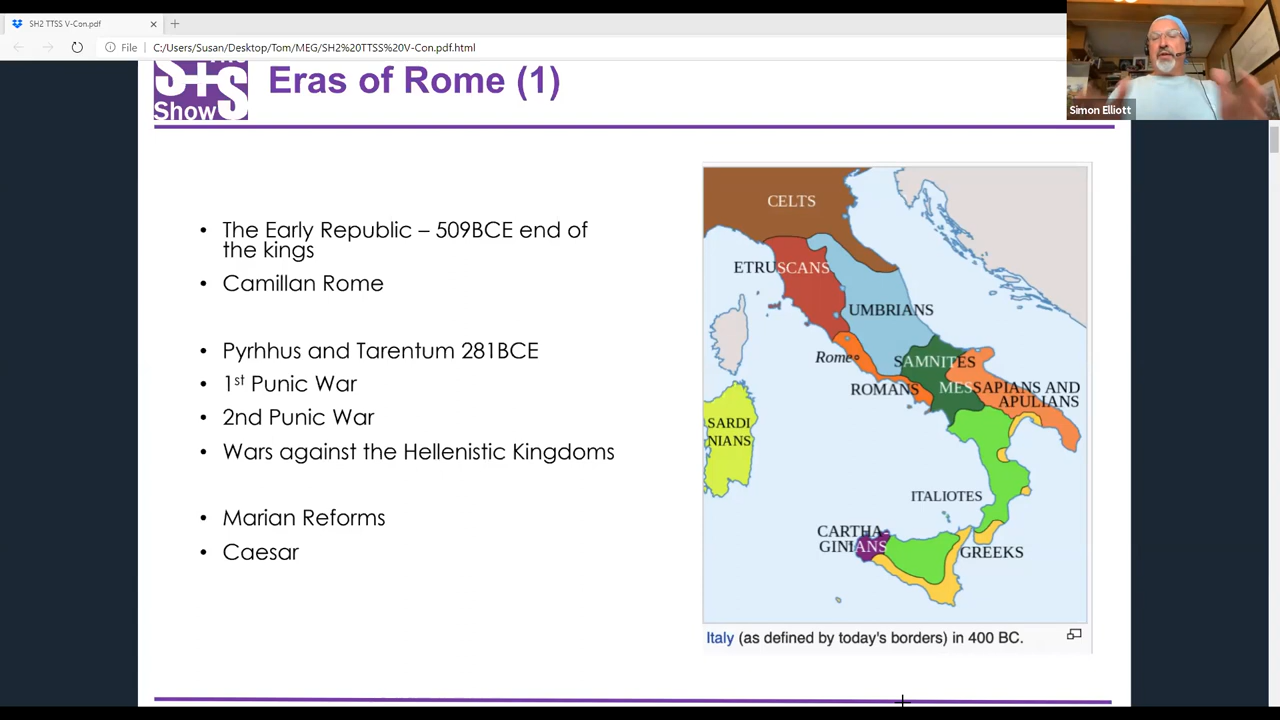 SH2 TTSS V-Con.pdf
File C:/Users/Susan/Desktop/Tom/MEG/SH2%20TTSS%20V-Con.pdf.html
Simon Elliott
The
S+S
Show
Eras of Rome (1)
• The Early Republic – 509BCE end of
the kings
• Camillan Rome
• Pyrhhus and Tarentum 281BCE
• 1st Punic War
• 2nd Punic War
• Wars against the Hellenistic Kingdoms
• Marian Reforms
• Caesar
CELTS
ETRUSCANS
UMBRIANS
Rome
SAMNITES
ROMANS
MESSAPIANS AND
APULIANS
SARDI
NIANS
ITALIOTES
CARTHA-
GINIANS
GREEKS
Italy (as defined by today's borders) in 400 BC.